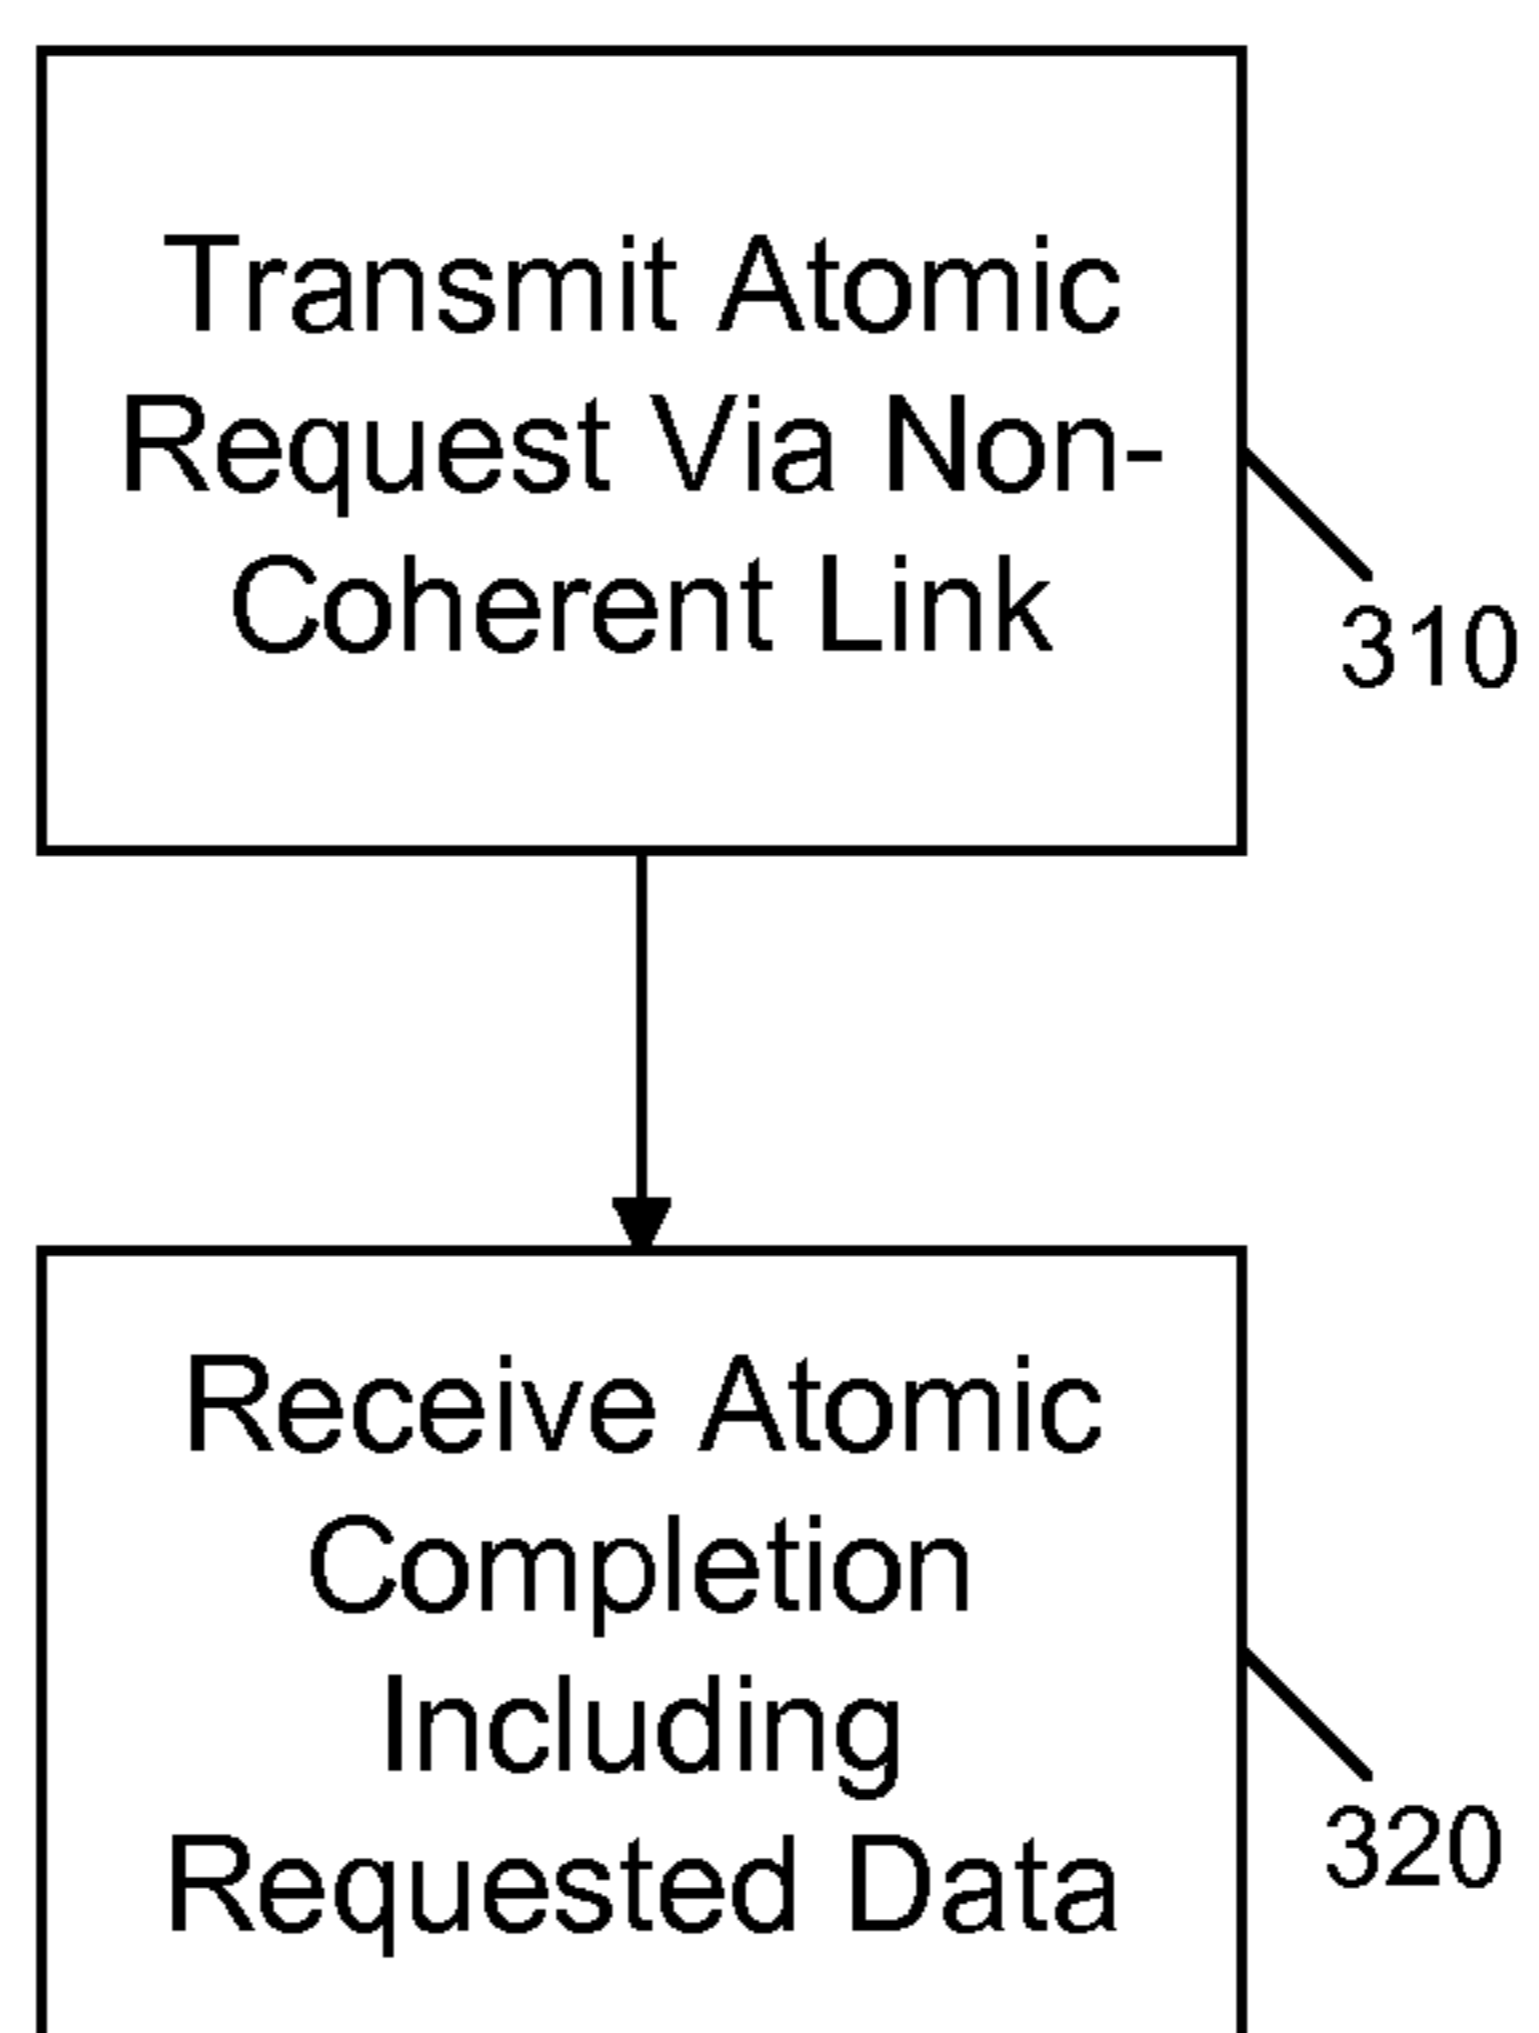 Transmit Atomic
Request Via Non-
Coherent Link
310
Receive Atomic
Completion
Including
Requested Data
320